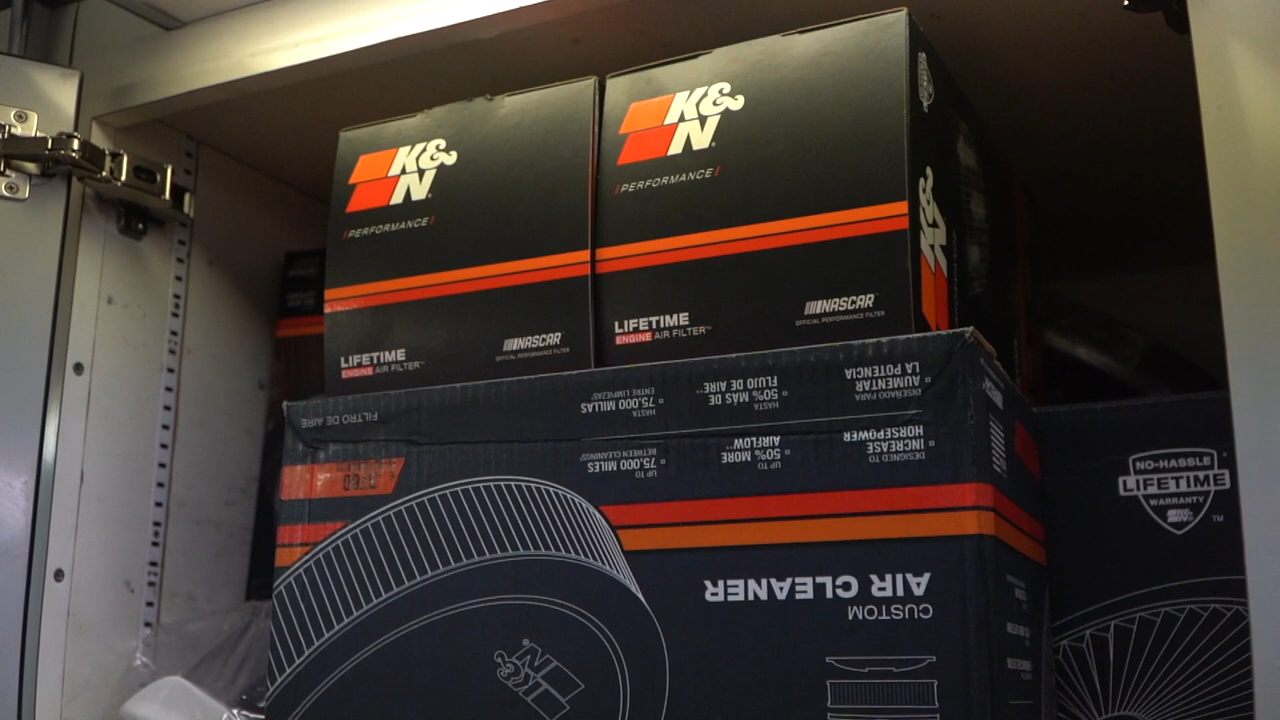 K&N
PERFORMANCE
LIFETIME
ENGINE AIR FILTER™
NASCAR
OFFICIAL PERFORMANCE FILTER
K&N
PERFORMANCE
LIFETIME
ENGINE AIR FILTER™
NASCAR
OFFICIAL PERFORMANCE FILTER
K&N
CUSTOM
AIR CLEANER
DESIGNED TO
INCREASE
HORSEPOWER
UP TO
50% MORE
AIRFLOW**
UP TO
75,000 MILES
BETWEEN CLEANINGS*
DISEÑADO PARA
AUMENTAR
LA POTENCIA
HASTA
50% MÁS DE
FLUJO DE AIRE**
HASTA
75,000 MILLAS
ENTRE LIMPIEZAS*
FILTRO DE AIRE
K&N
NO-HASSLE
LIFETIME
WARRANTY
K&N
TM